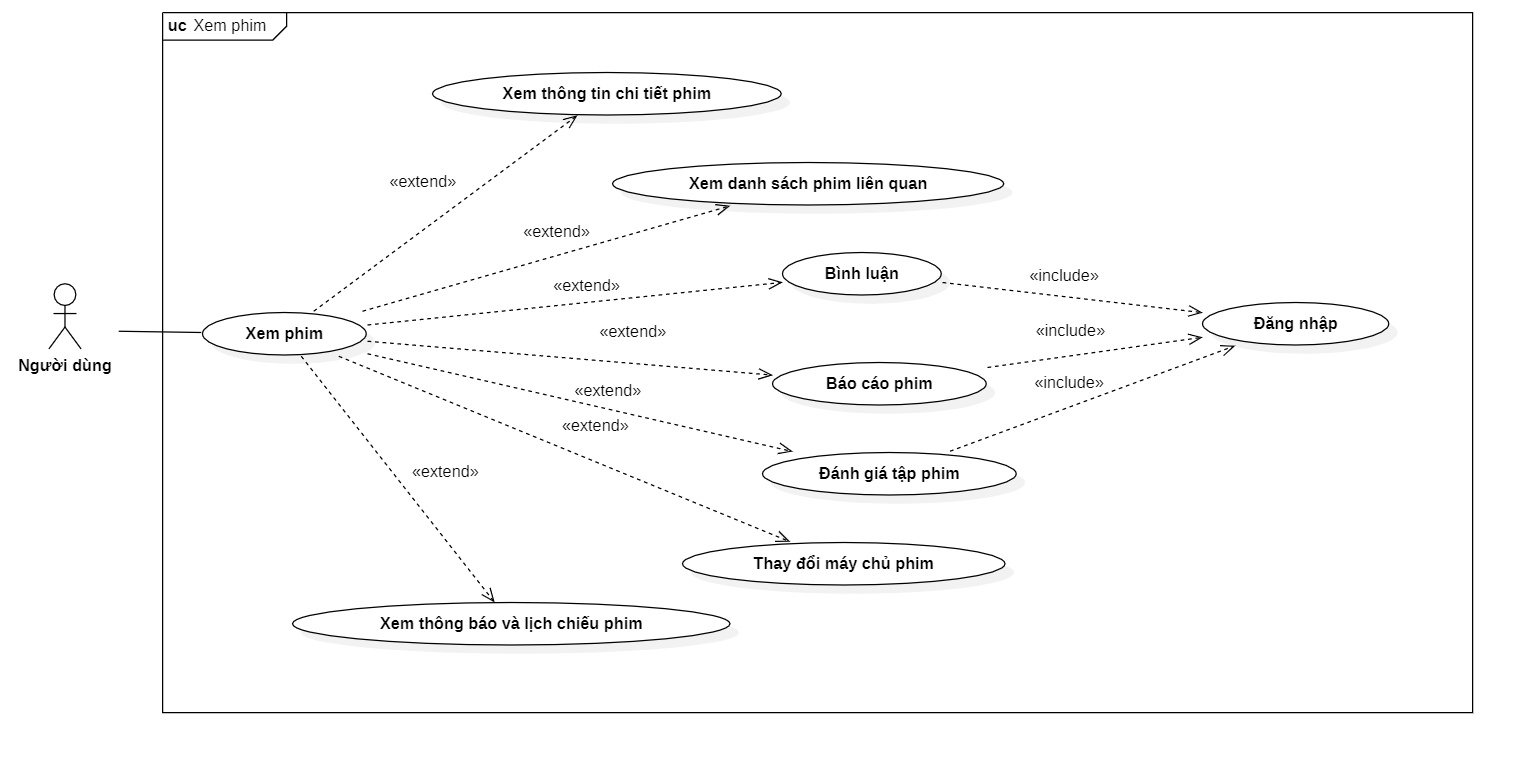 uc Xem phim
Xem thông tin chi tiết phim
«extend»
Xem danh sách phim liên quan
«extend»
Bình luận
«include»
«extend»
Đăng nhập
Xem phim
«extend»
«include»
Người dùng
Báo cáo phim
«include»
«extend»
«extend»
Đánh giá tập phim
«extend»
Thay đổi máy chủ phim
Xem thông báo và lịch chiếu phim